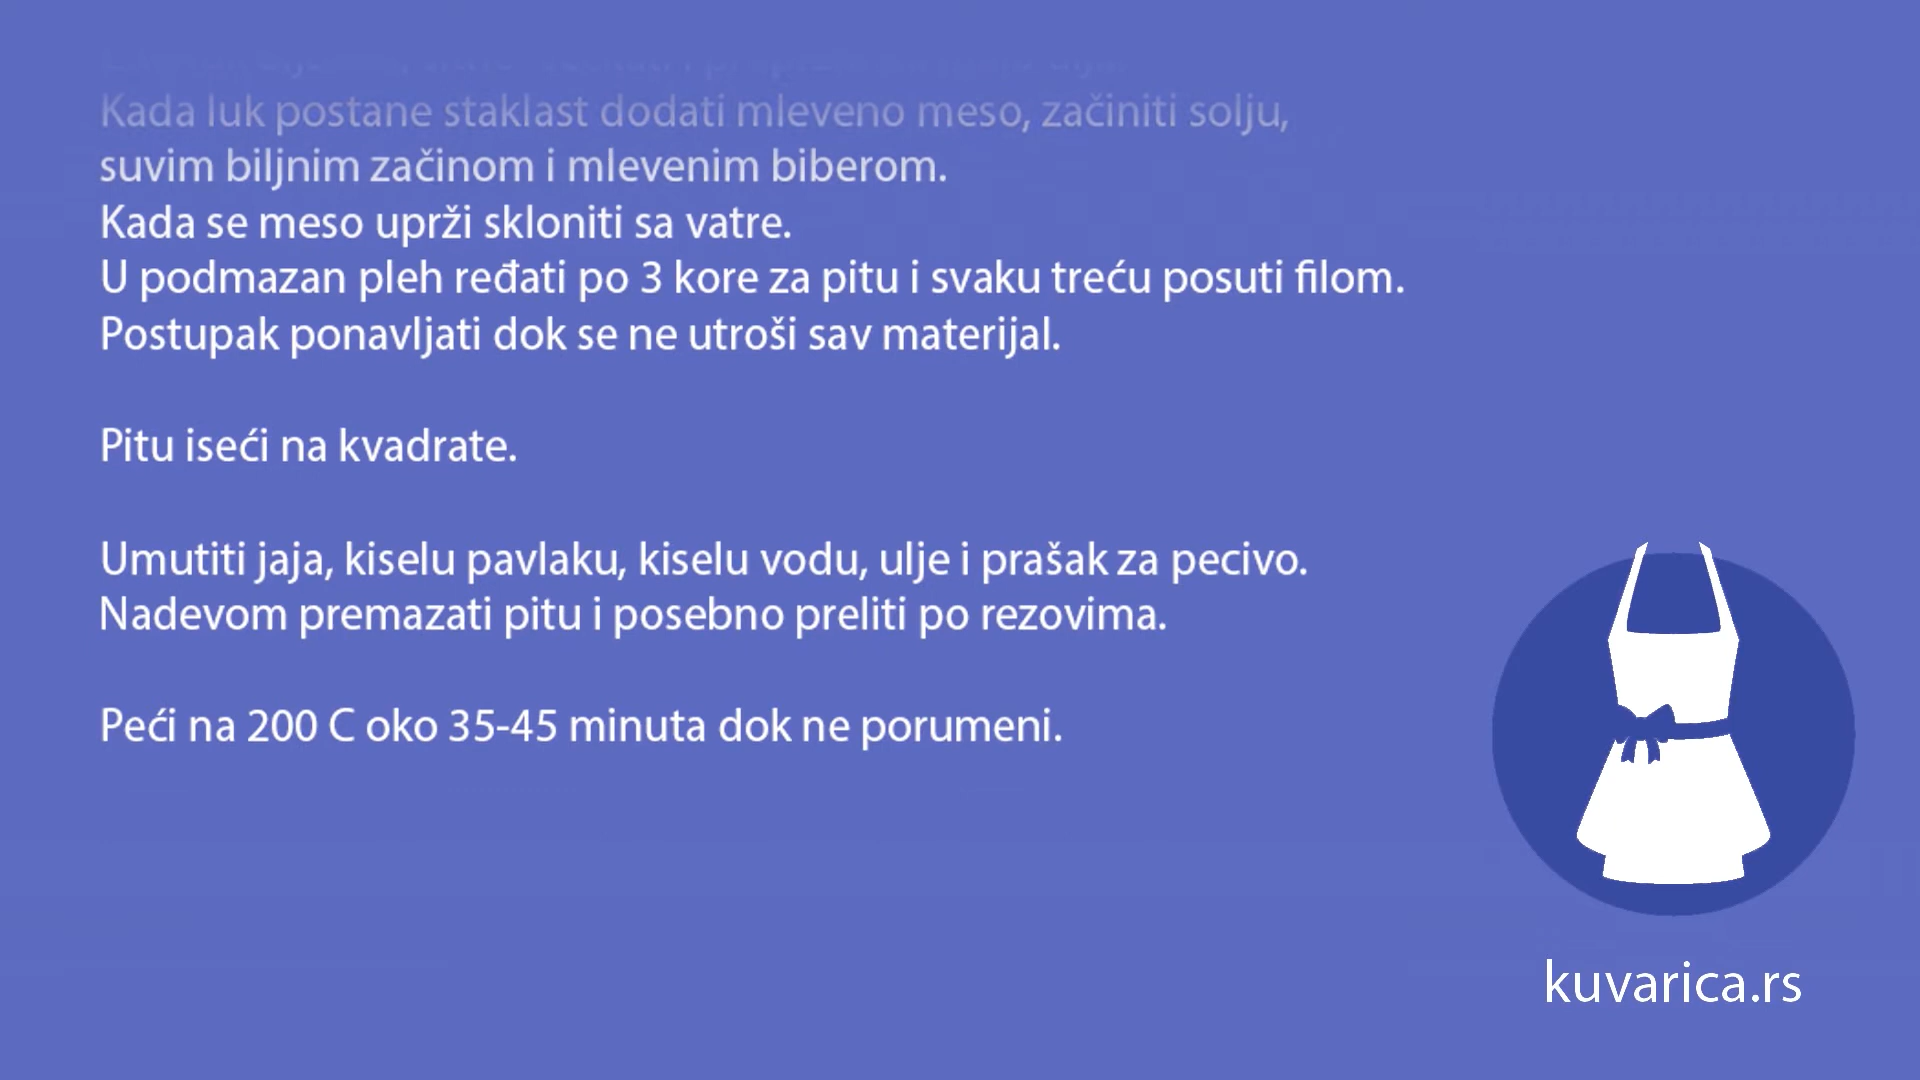 Kada luk postane staklast dodati mleveno meso, začiniti solju,
suvim biljnim začinom i mlevenim biberom.
Kada se meso uprži skloniti sa vatre.
U podmazan pleh ređati po 3 kore za pitu i svaku treću posuti filom.
Postupak ponavljati dok se ne utroši sav materijal.
Pitu iseći na kvadrate.
Umutiti jaja, kiselu pavlaku, kiselu vodu, ulje i prašak za pecivo.
Nadevom premazati pitu i posebno preliti po rezovima.
Peći na 200 C oko 35-45 minuta dok ne porumeni.
kuvarica.rs